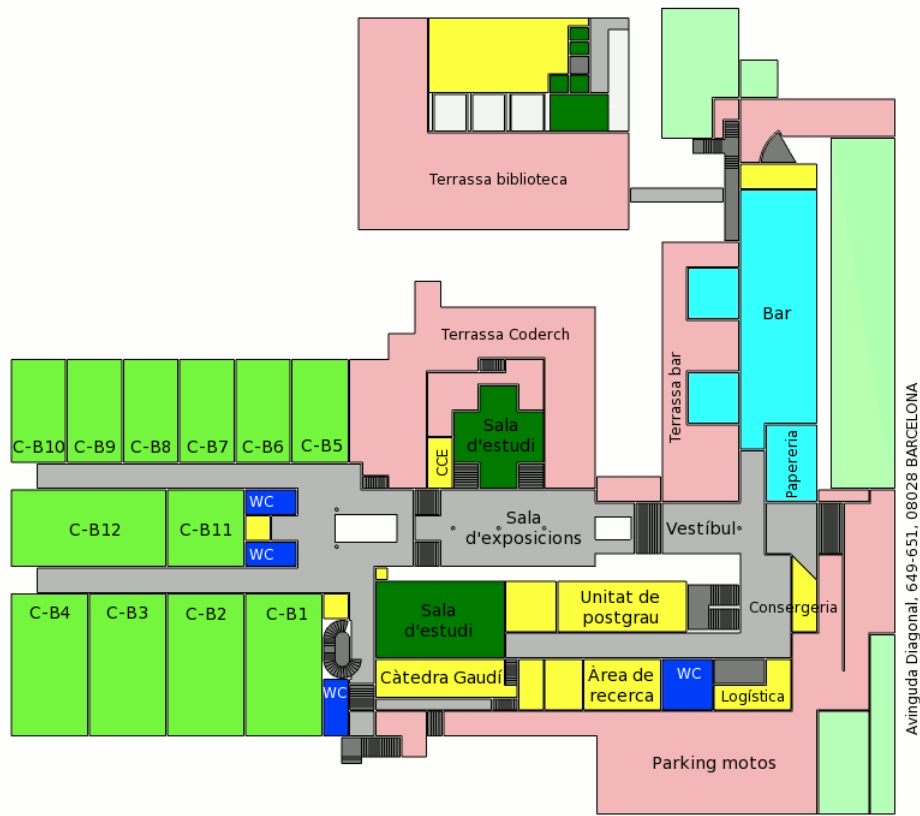 Terrassa biblioteca
Bar
Terrassa Coderch
Terrassa bar
C-B10
C-B9
C-B8
C-B7
C-B6
C-B5
Sala
d'estudi
CCE
Papereria
WC
C-B12
C-B11
WC
Sala
d'exposicions
Vestíbul
C-B4
C-B3
C-B2
C-B1
Sala
d'estudi
Unitat de
postgrau
Consergeria
WC
Càtedra Gaudí
Àrea de
recerca
WC
Logística
Parking motos
Avinguda Diagonal, 649-651, 08028 BARCELONA